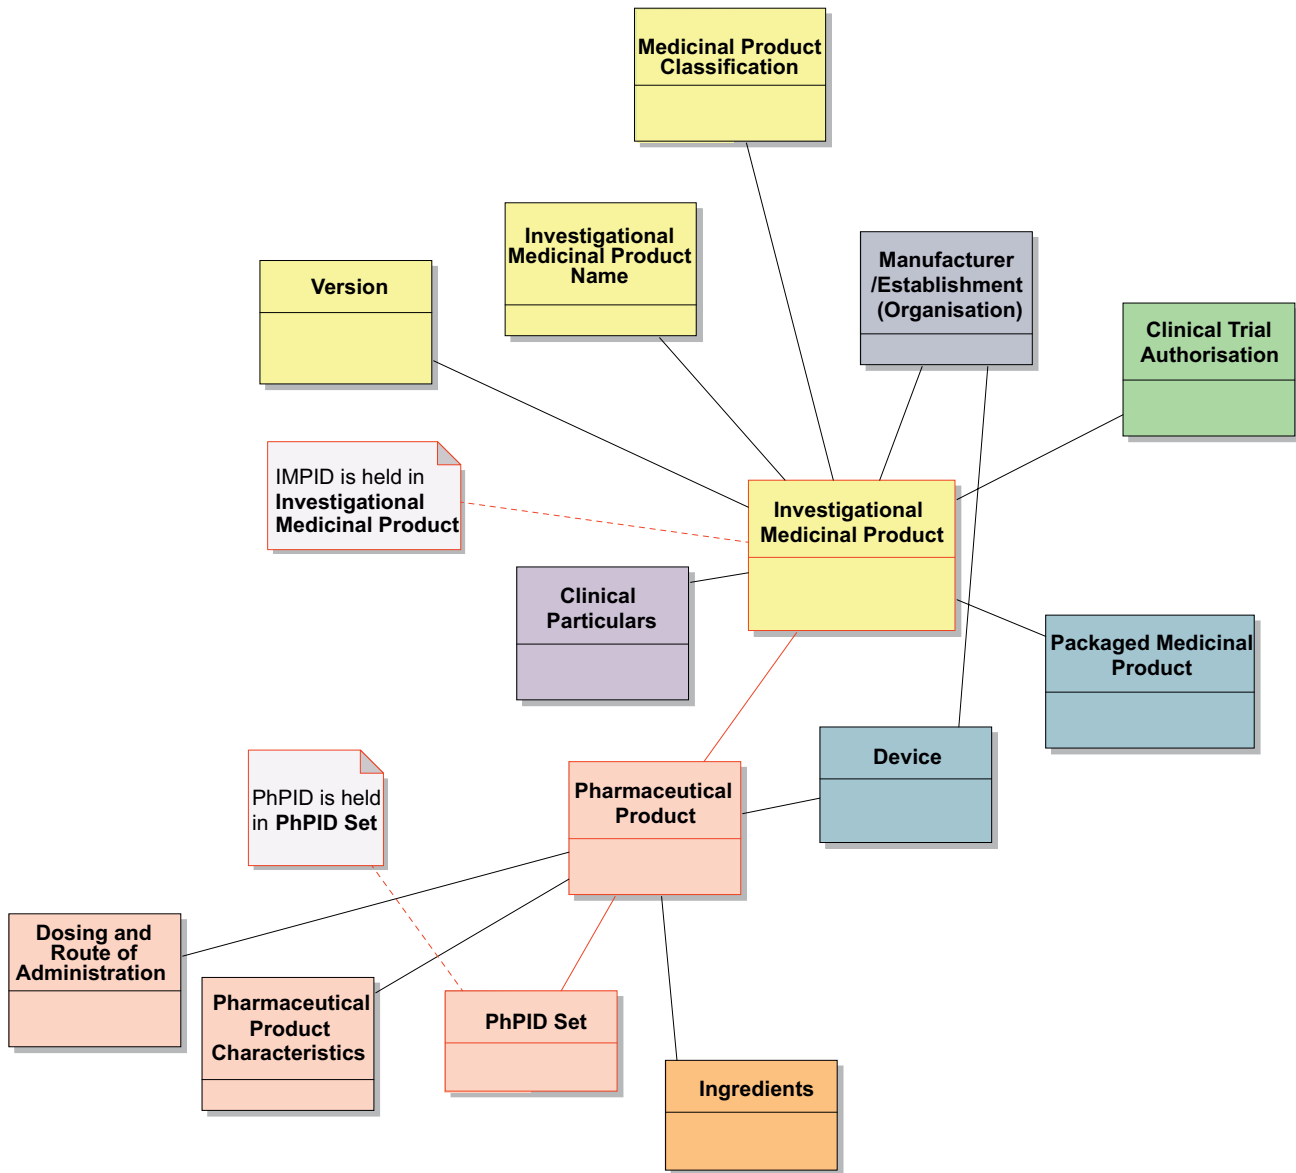 Medicinal Product
Classification
Investigational
Medicinal Product
Name
Manufacturer
/Establishment
(Organisation)
Version
Clinical Trial
Authorisation
IMPID is held in
Investigational
Medicinal Product
Investigational
Medicinal Product
Clinical
Particulars
Packaged Medicinal
Product
Device
Pharmaceutical
Product
PhPID is held
in PhPID Set
Dosing and
Route of
Administration
Pharmaceutical
Product
Characteristics
PhPID Set
Ingredients